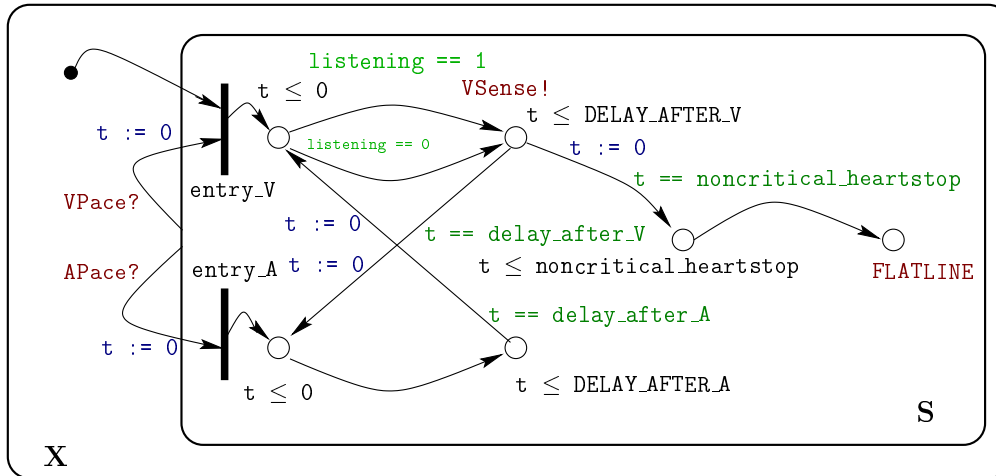 listening == 1
t ≤ 0
VSense!
t ≤ DELAY_AFTER_V
t := 0
listening == 0
t := 0
t == noncritical_heartstop
entry_V
VPace?
t := 0
t == delay_after_V
APace?
entry_A
t := 0
t ≤ noncritical_heartstop
FLATLINE
t == delay_after_A
t := 0
t ≤ 0
t ≤ DELAY_AFTER_A
S
X